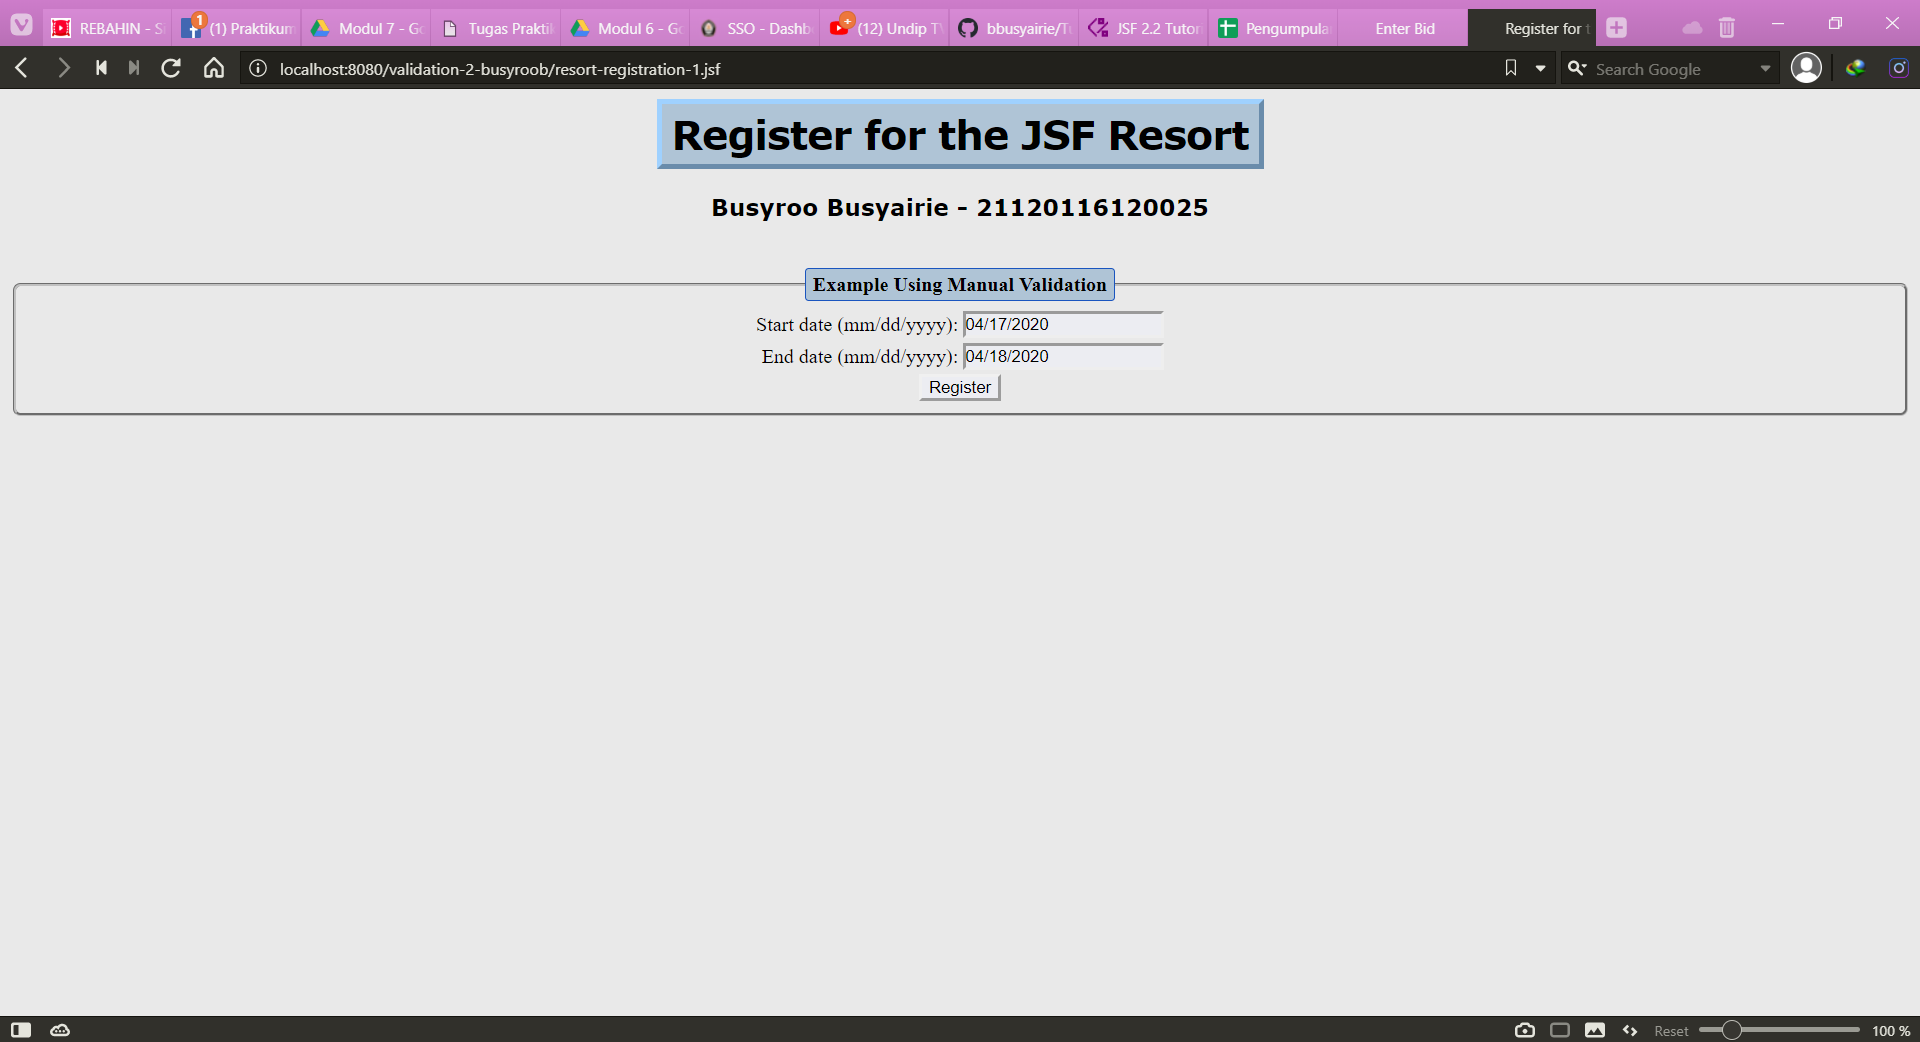 REBAHIN - S
1
(1) Praktikum
Modul 7 - Go
Tugas Prakti
Modul 6 - Go
SSO - Dashb
(12) Undip T
bbusyairie/T
JSF 2.2 Tutor
Pengumpula
Enter Bid
Register for t
localhost:8080/validation-2-busyroob/resort-registration-1.jsf
Search Google
Register for the JSF Resort
Busyroo Busyairie - 21120116120025
Example Using Manual Validation
Start date (mm/dd/yyyy): 04/17/2020
End date (mm/dd/yyyy): 04/18/2020
Register
Reset
100 %